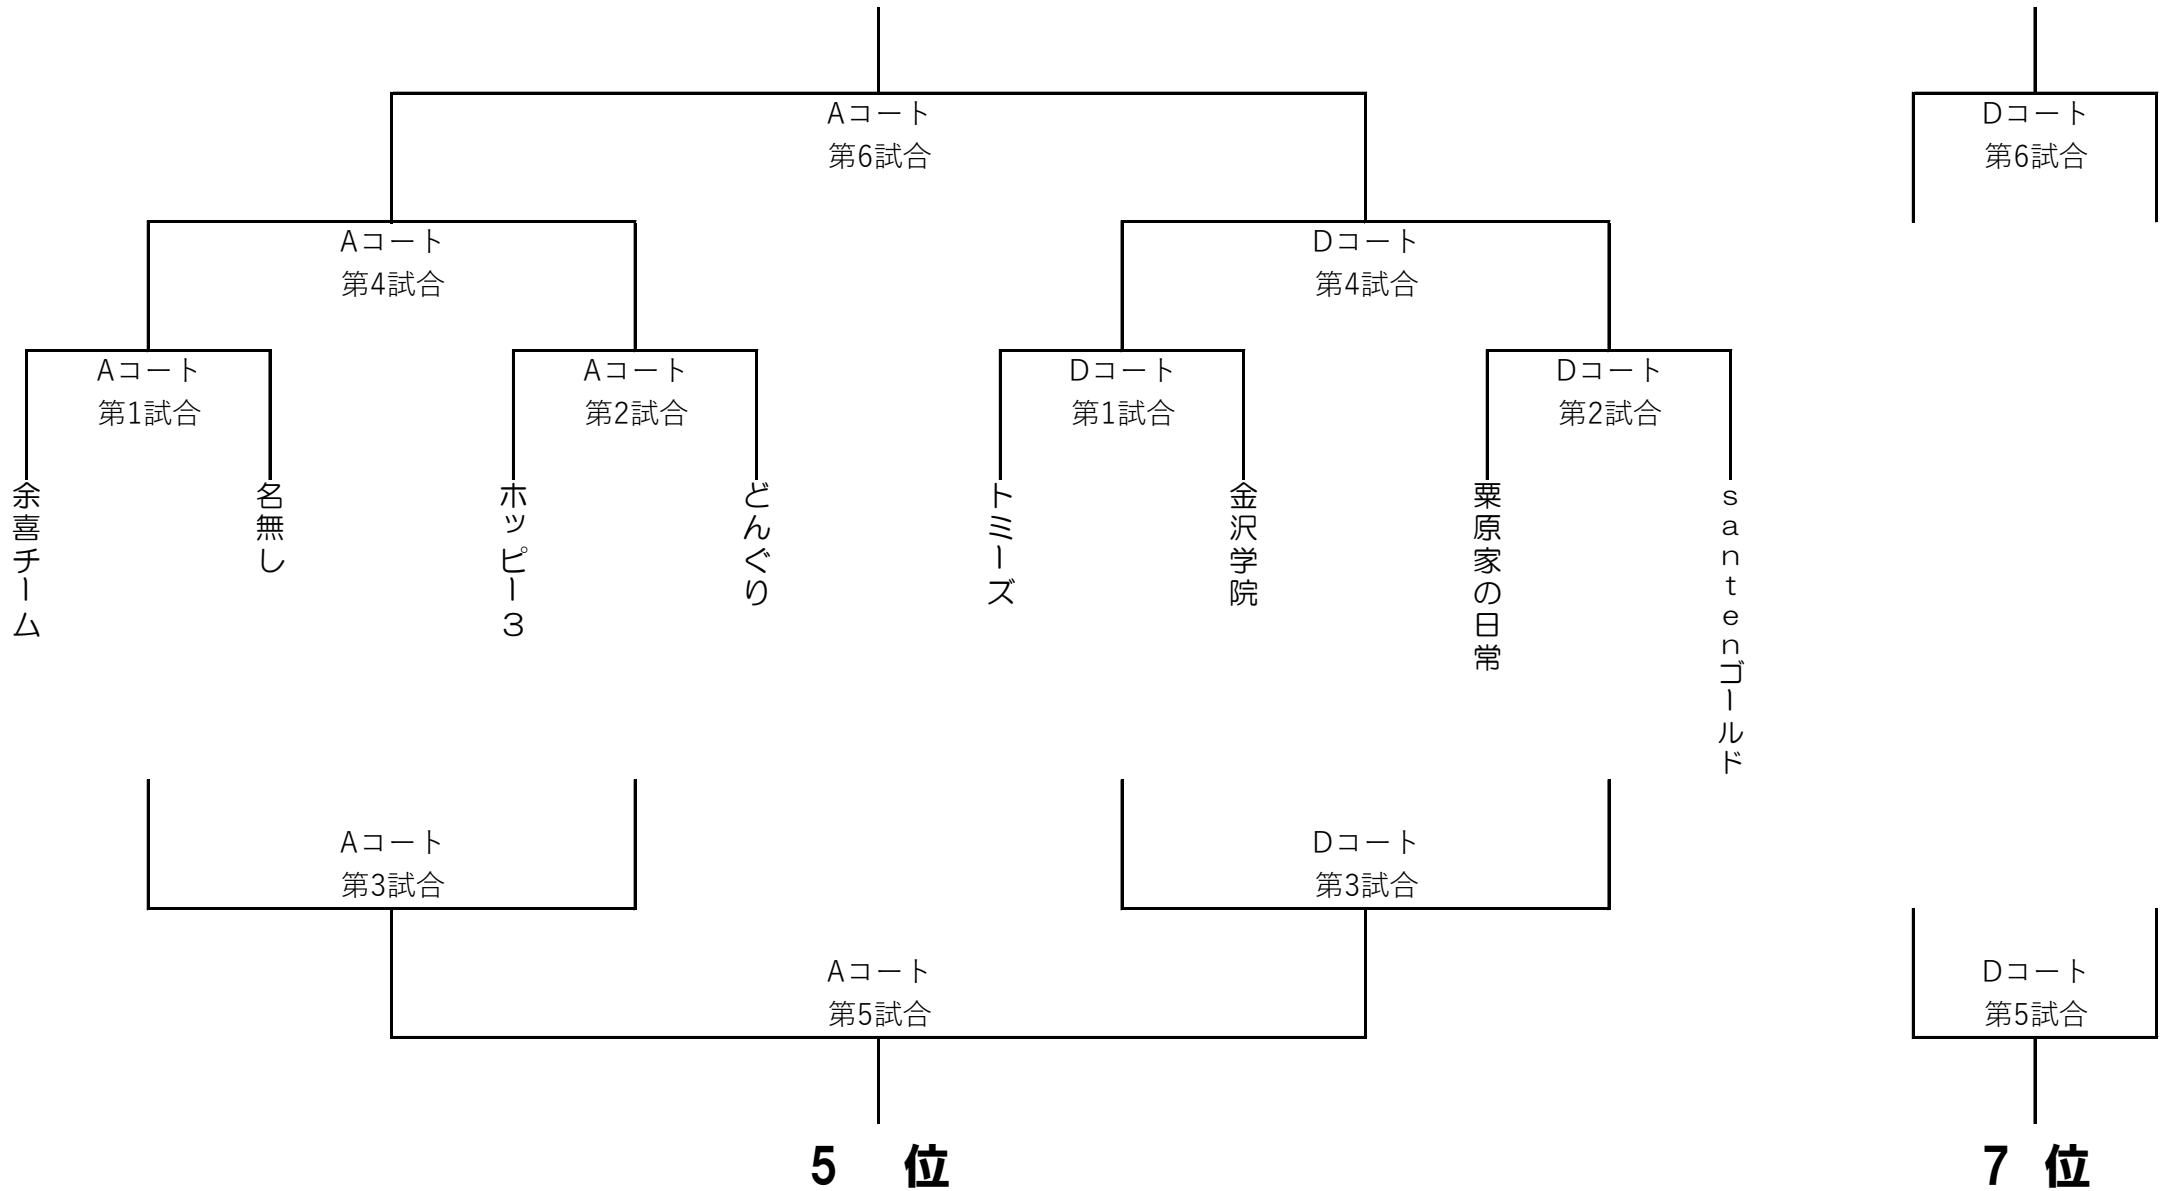 Aコート
第6試合
Dコート
第6試合
Aコート
第4試合
Dコート
第4試合
Aコート
第1試合
Aコート
第2試合
Dコート
第1試合
Dコート
第2試合
余喜チーム
名無し
ホッピー３
どんぐり
トミーズ
金沢学院
粟原家の日常
ｓａｎｔｅｎゴールド
Aコート
第3試合
Dコート
第3試合
Aコート
第5試合
Dコート
第5試合
５　位
７ 位